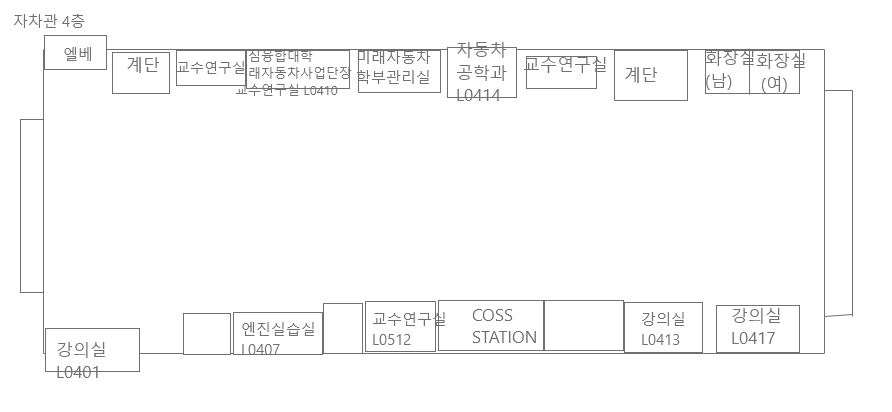 자차관 4층
엘베
계단
교수연구실
심융합대학
래자동차사업단장
교수연구실 L0410
미래자동차
학부관리실
자동차
공학과
L0414
교수연구실
계단
화장실
(남)
화장실
(여)
강의실
L0401
엔진실습실
L0407
교수연구실
L0512
COSS
STATION
강의실
L0413
강의실
L0417